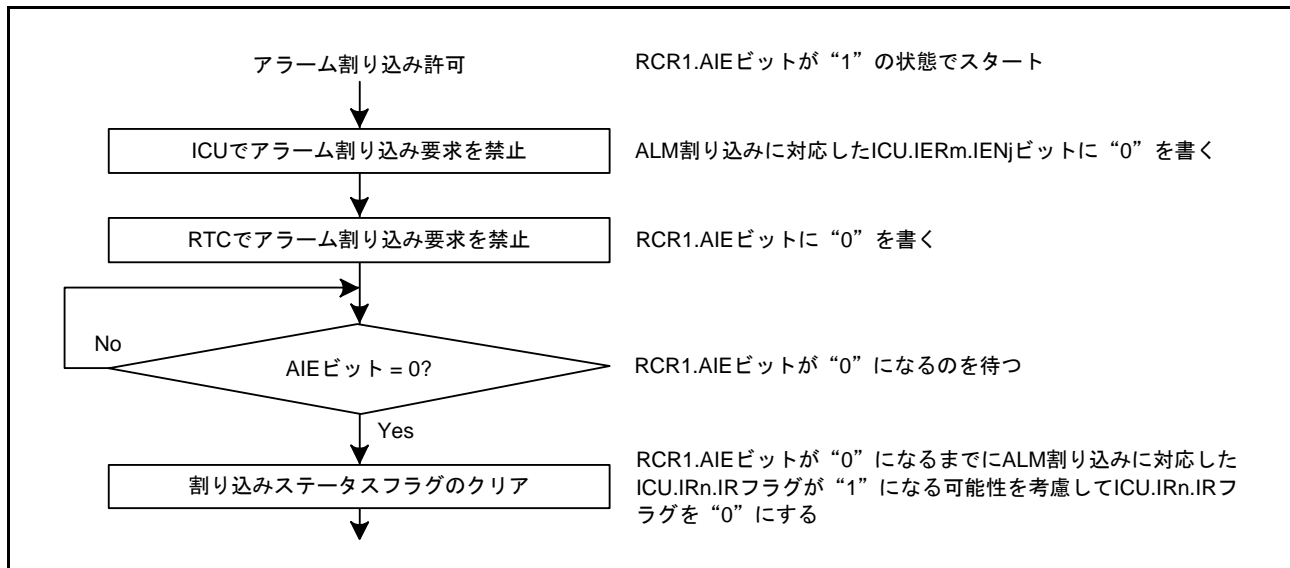 アラーム割り込み許可
RCR1.AIEビットが“1”の状態でスタート
ICUでアラーム割り込み要求を禁止
ALM割り込みに対応したICU.IERm.IENjビットに“0”を書く
RTCでアラーム割り込み要求を禁止
RCR1.AIEビットに“0”を書く
No
AIEビット = 0?
RCR1.AIEビットが“0”になるのを待つ
Yes
割り込みステータスフラグのクリア
RCR1.AIEビットが“0”になるまでにALM割り込みに対応した
ICU.IRn.IRフラグが“1”になる可能性を考慮してICU.IRn.IRフ
ラグを“0”にする